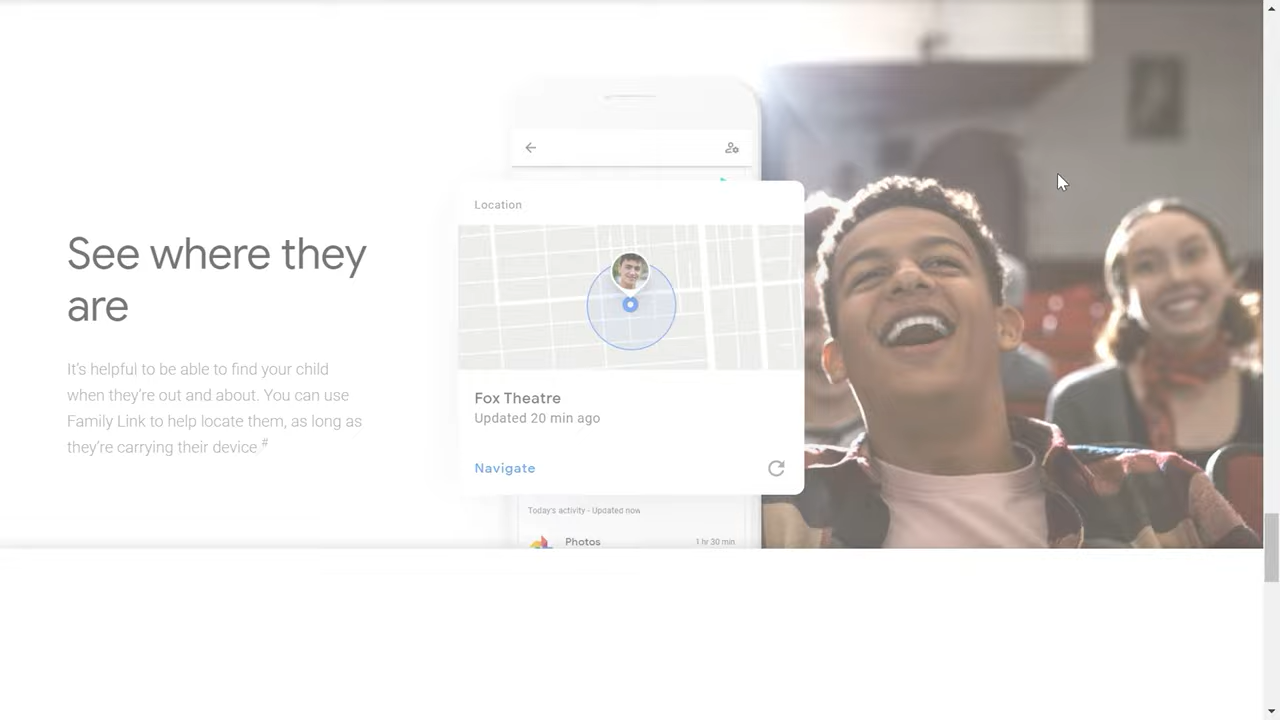 See where they
are
It's helpful to be able to find your child
when they're out and about. You can use
Family Link to help locate them, as long as
they're carrying their device.#
Location
Fox Theatre
Updated 20 min ago
Navigate
Today's activity - Updated now
Photos
1 hr 30 min